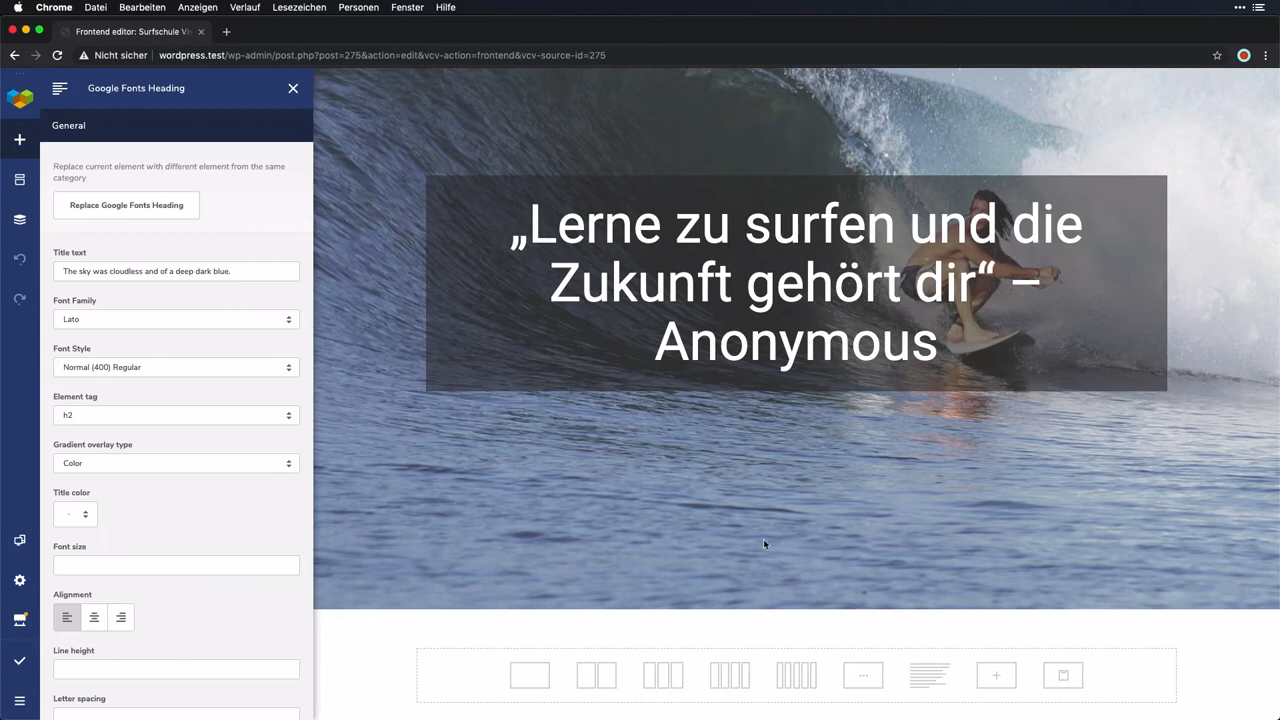 Chrome Datei Bearbeiten Anzeigen Verlauf Lesezeichen Personen Fenster Hilfe
Frontend editor: Surfschule Vi
Nicht sicher wordpress.test/wp-admin/post.php?post=275&action=edit&vcv-action=frontend&vcv-source-id=275
Google Fonts Heading
General
Replace current element with different element from the same
category
Replace Google Fonts Heading
Title text
The sky was cloudless and of a deep dark blue.
Font Family
Lato
Font Style
Normal (400) Regular
Element tag
h2
Gradient overlay type
Color
Title color
Font size
Alignment
Line height
Letter spacing
„Lerne zu surfen und die
Zukunft gehört dir“ –
Anonymous